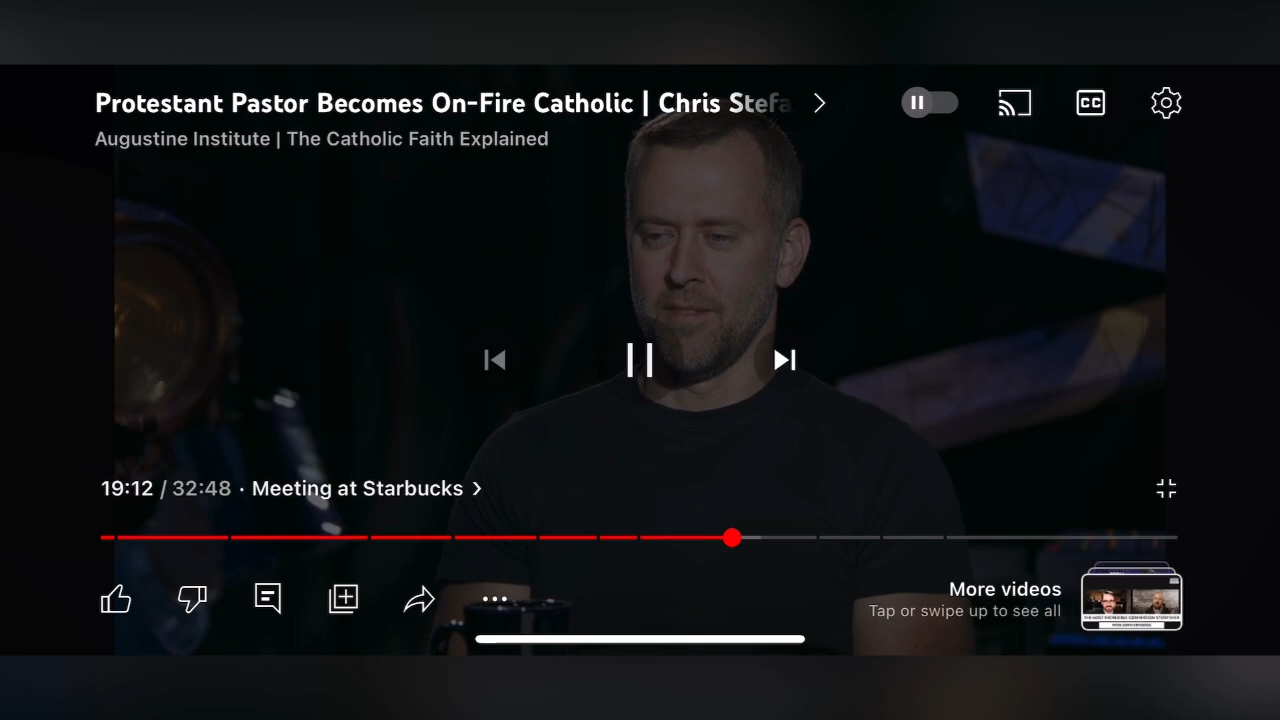 Protestant Pastor Becomes On-Fire Catholic | Chris Stefa
Augustine Institute | The Catholic Faith Explained
CC
19:12 / 32:48 · Meeting at Starbucks
More videos
Tap or swipe up to see all